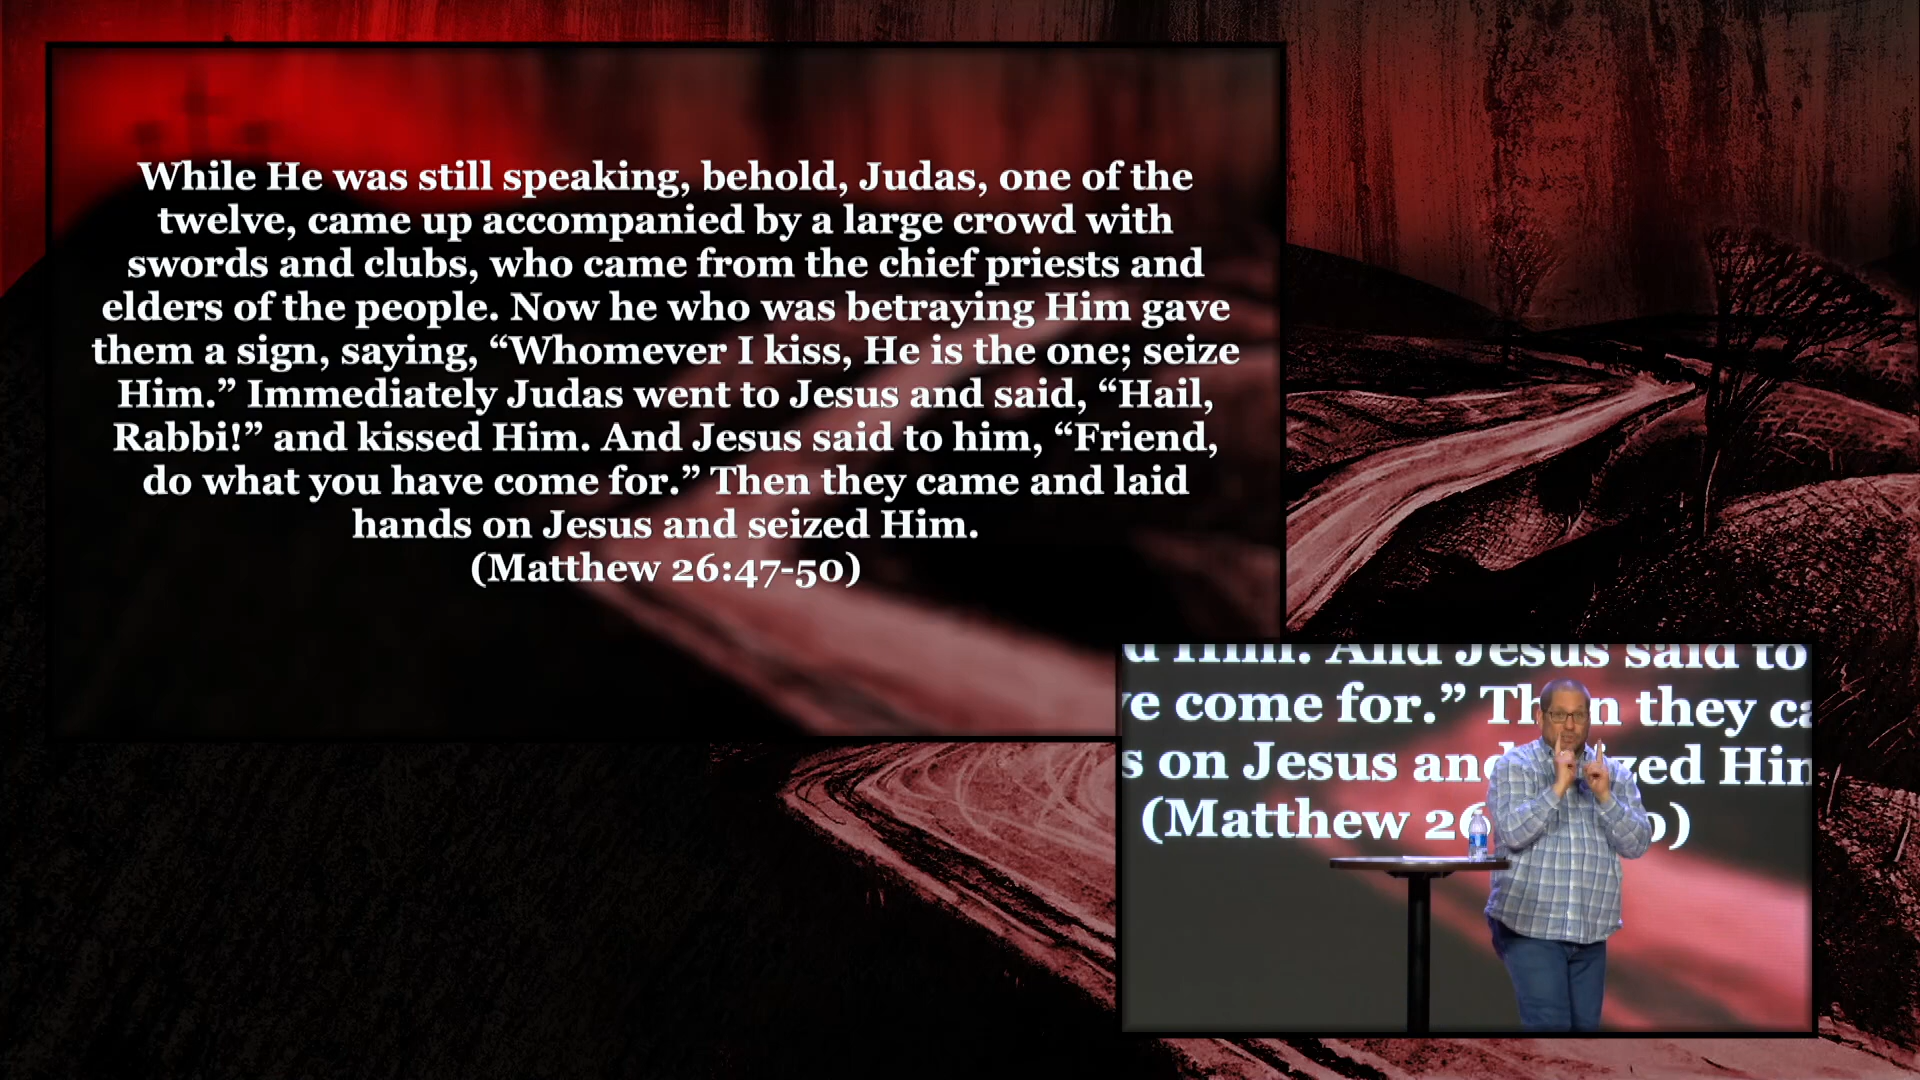 While He was still speaking, behold, Judas, one of the
twelve, came up accompanied by a large crowd with
swords and clubs, who came from the chief priests and
elders of the people. Now he who was betraying Him gave
them a sign, saying, “Whomever I kiss, He is the one; seize
Him.” Immediately Judas went to Jesus and said, “Hail,
Rabbi!” and kissed Him. And Jesus said to him, “Friend,
do what you have come for.” Then they came and laid
hands on Jesus and seized Him.
(Matthew 26:47-50)
Him. And Jesus said to
come for.” Then they
on Jesus and
(Matthew